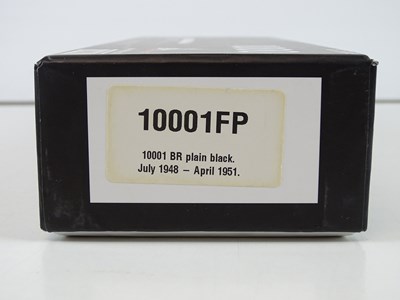 10001FP
10001 BR plain black.
July 1948 – April 1951.